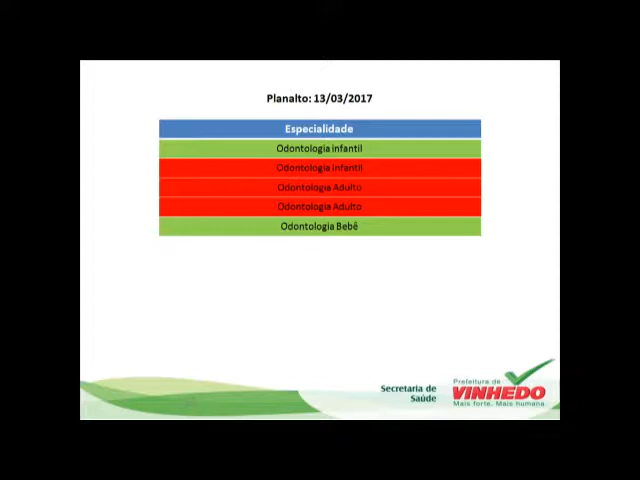 Planalto: 13/03/2017
Especialidade
Odontologia infantil
Odontologia Infantil
Odontologia Adulto
Odontologia Adulto
Odontologia Bebê
Secretaria de
Saúde
Prefeitura de
VINHEDO
Mais forte. Mais humana.